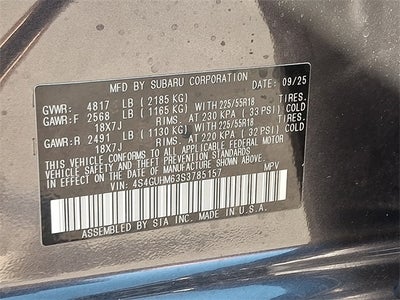 MFD BY SUBARU CORPORATION DATE: 09/25
GVWR: 4817 LB (2185 KG)
GAWR:F 2568 LB (1165 KG) WITH 225/55R18 TIRES.
18X7J RIMS.AT 230 KPA (33 PSI) COLD
GAWR:R 2491 LB (1130 KG) WITH 225/55R18 TIRES.
18X7J RIMS.AT 220 KPA (32 PSI) COLD
THIS VEHICLE CONFORMS TO ALL APPLICABLE FEDERAL MOTOR
VEHICLE SAFETY AND THEFT PREVENTION STANDARDS IN
EFFECT ON THE DATE OF MANUFACTURE SHOWN ABOVE.
VIN: 4S4GUHM63S3785157 MPV
ASSEMBLED BY SIA INC. MADE IN U.S.A.